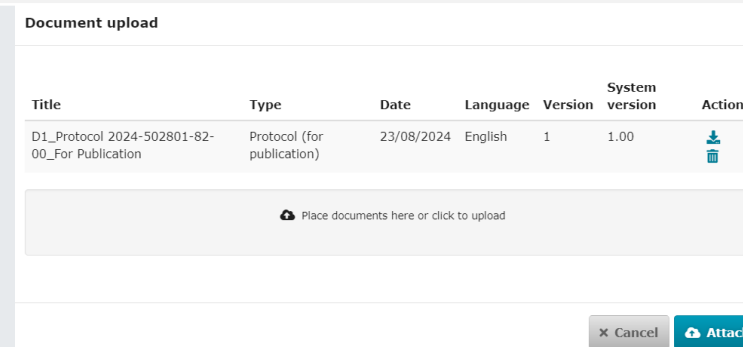 Document upload
System
Title Type Date Language Version version Action
D1_Protocol 2024-502801-82- Protocol (for 23/08/2024 English 1 1.00
00_For Publication publication)
Place documents here or click to upload
× Cancel Attach